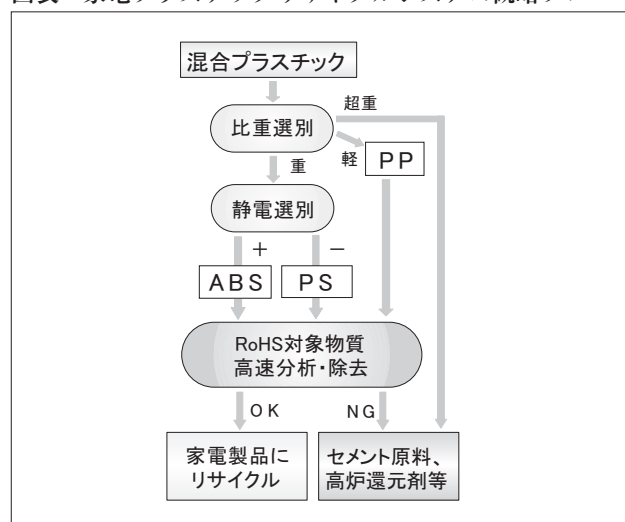 混合プラスチック
超重
比重選別
軽
PP
重
静電選別
+
−
ABS
PS
RoHS対象物質
高速分析・除去
OK
NG
家電製品に
リサイクル
セメント原料、
高炉還元剤等